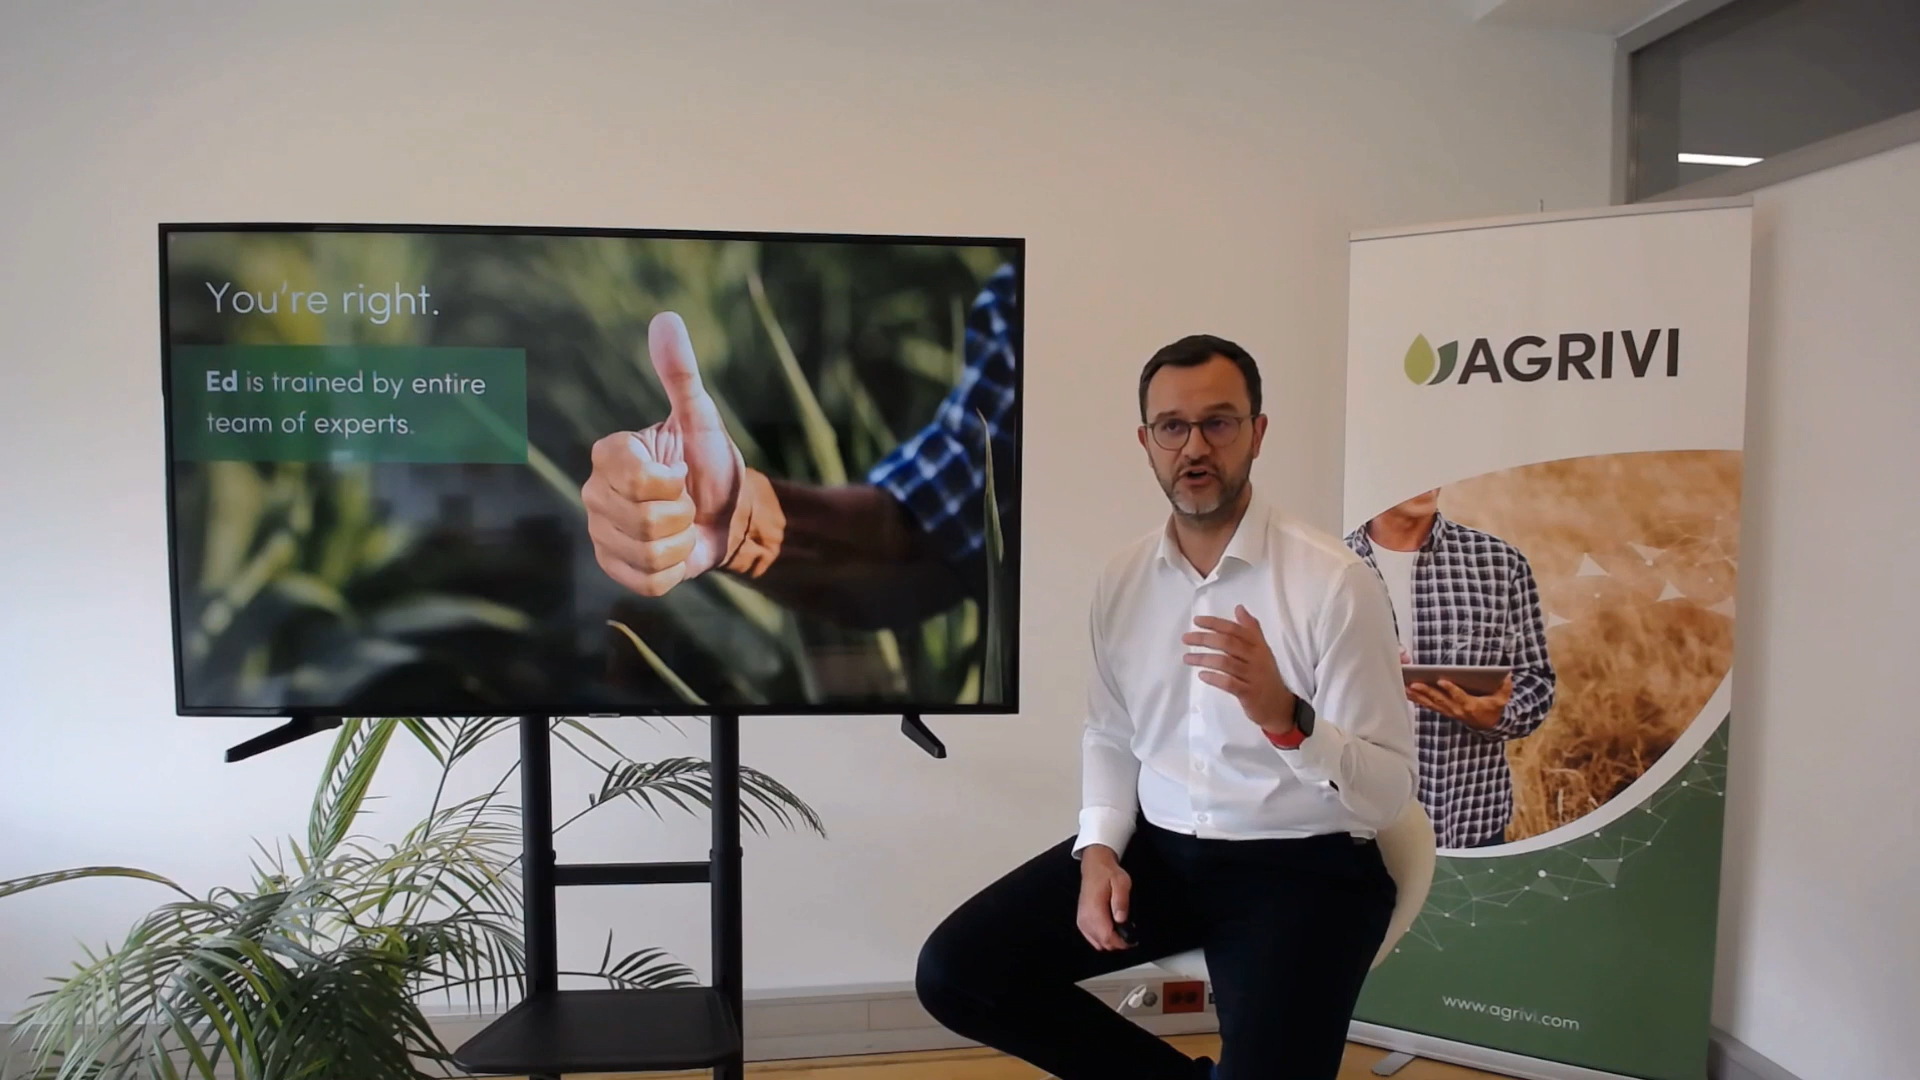 You're right.
Ed is trained by entire
team of experts.
AGRIVI
www.agrivi.com